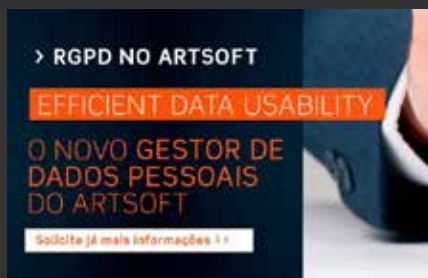 > RGPD NO ARTSOFT
EFFICIENT DATA USABILITY
O NOVO GESTOR DE
DADOS PESSOAIS
DO ARTSOFT
Solicite já mais informações >>